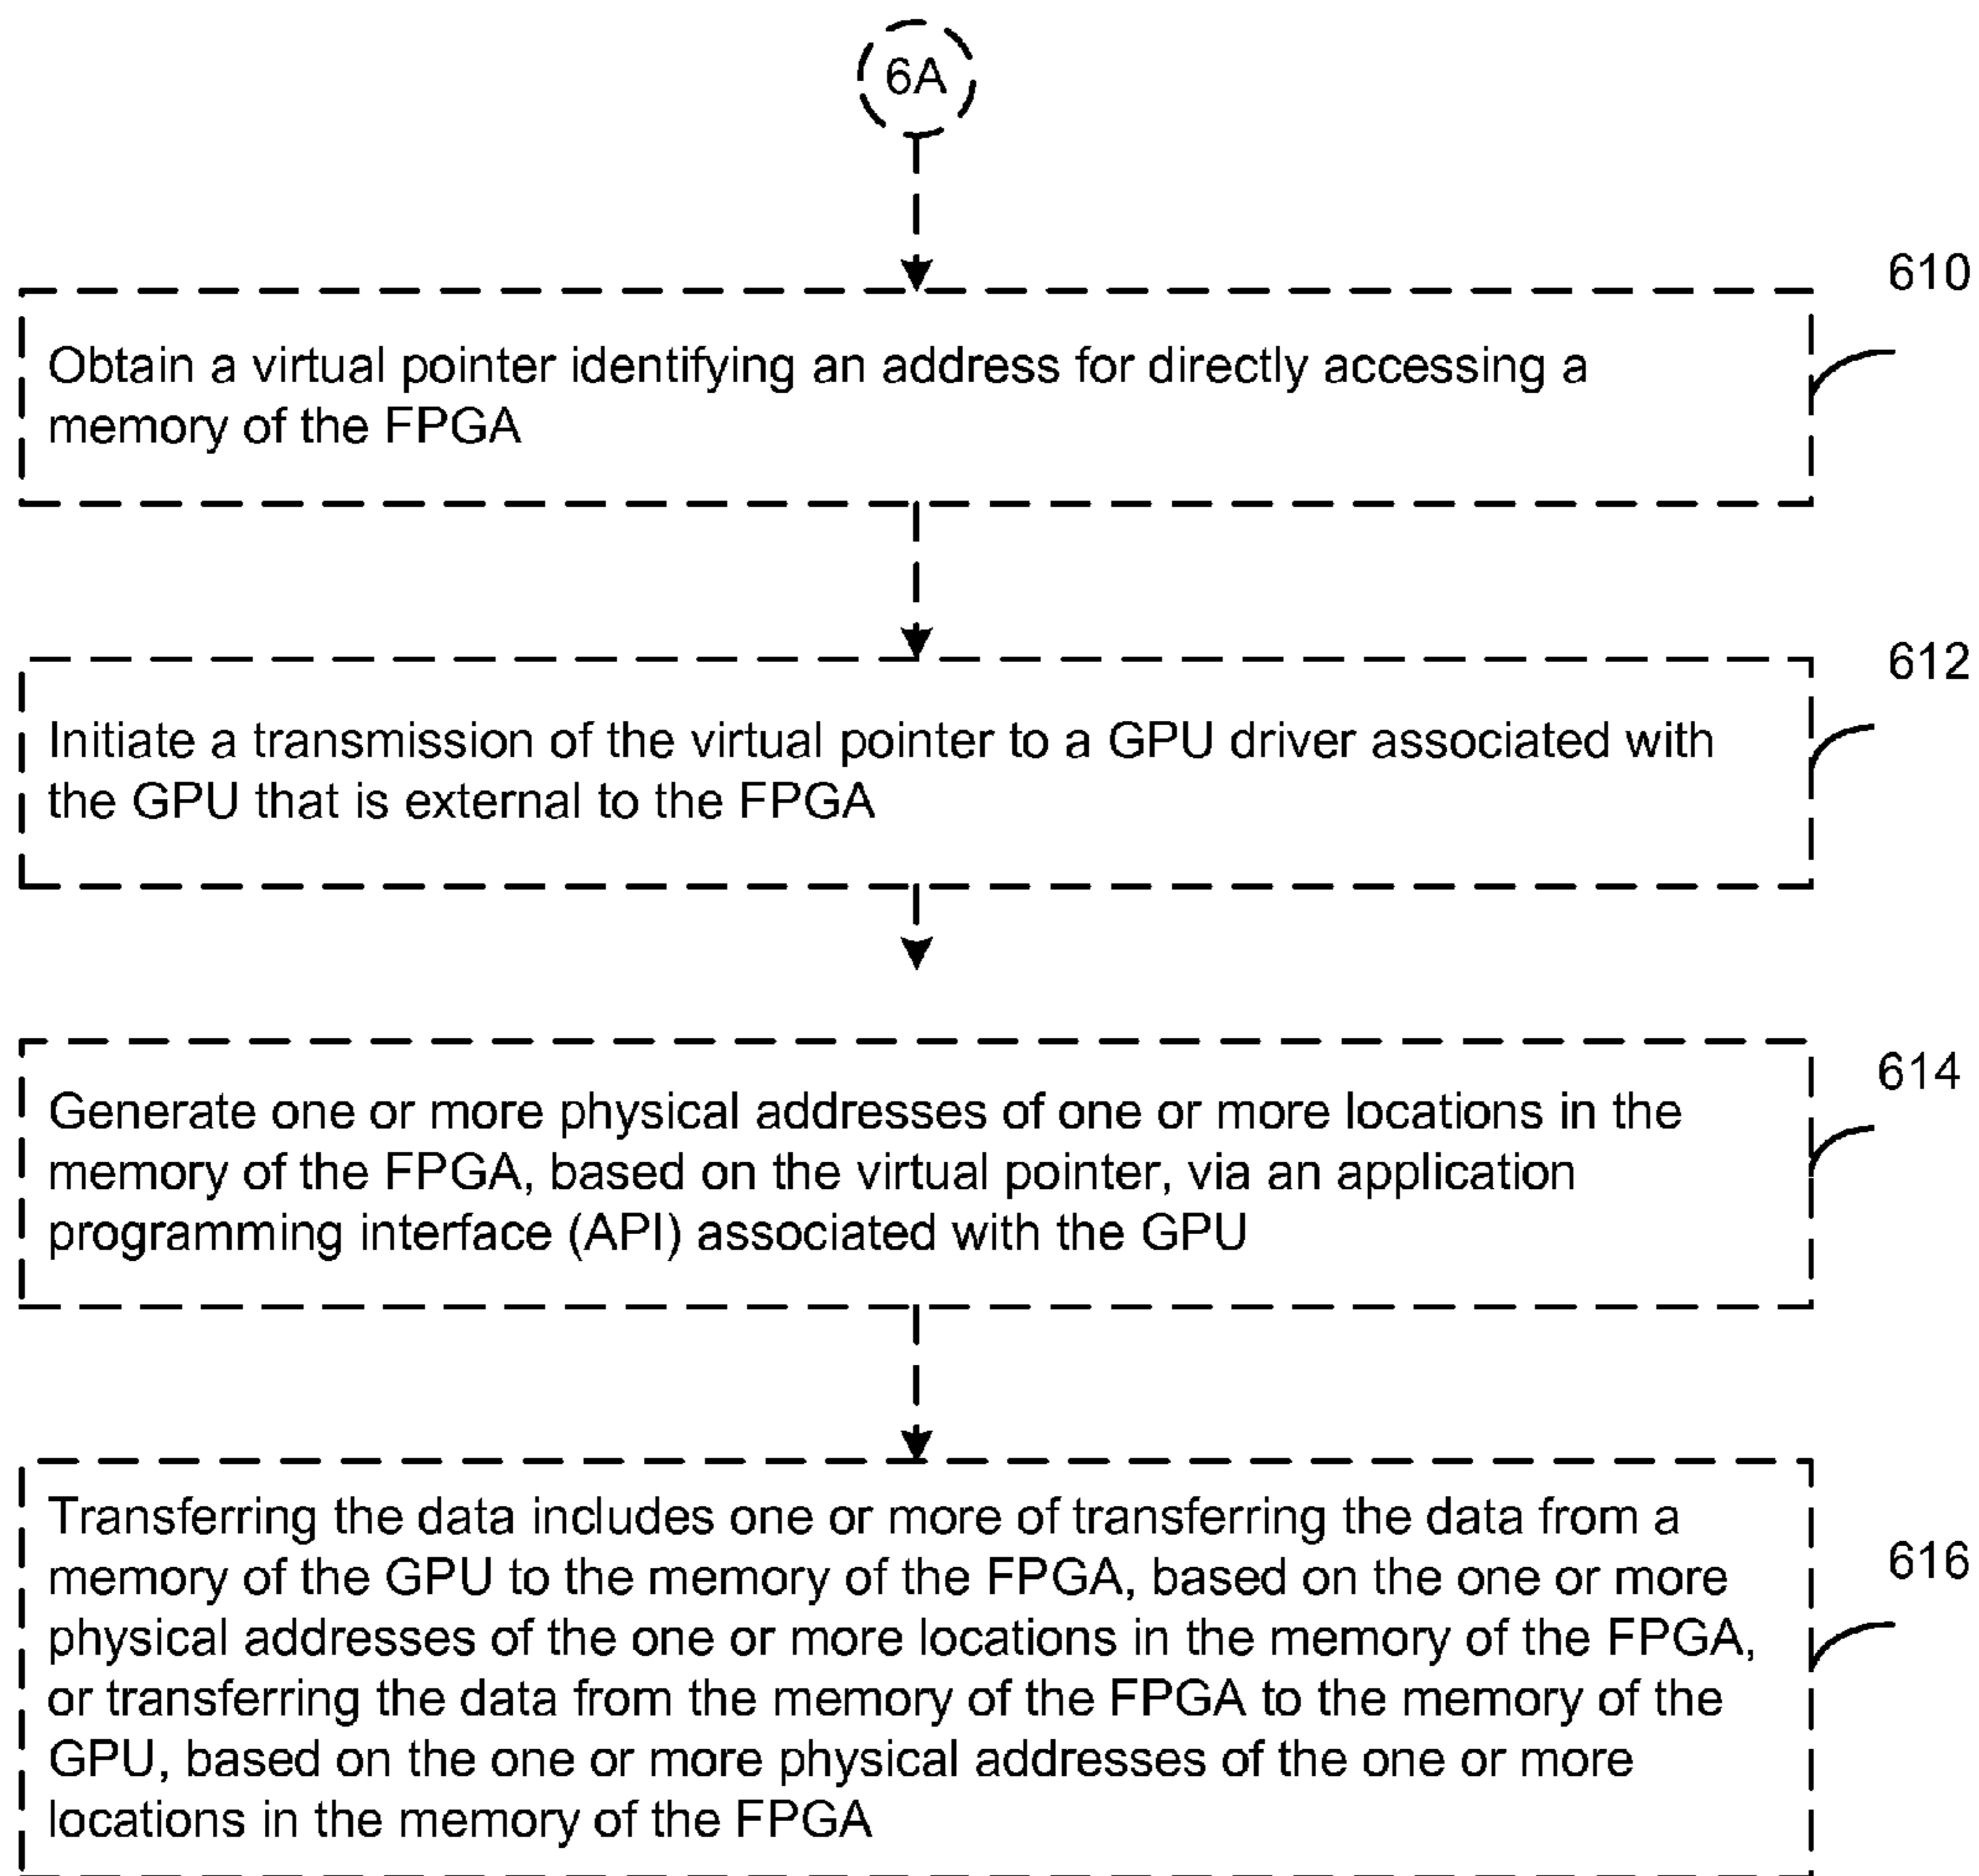 6A
610
Obtain a virtual pointer identifying an address for directly accessing a
memory of the FPGA
612
Initiate a transmission of the virtual pointer to a GPU driver associated with
the GPU that is external to the FPGA
614
Generate one or more physical addresses of one or more locations in the
memory of the FPGA, based on the virtual pointer, via an application
programming interface (API) associated with the GPU
616
Transferring the data includes one or more of transferring the data from a
memory of the GPU to the memory of the FPGA, based on the one or more
physical addresses of the one or more locations in the memory of the FPGA,
or transferring the data from the memory of the FPGA to the memory of the
GPU, based on the one or more physical addresses of the one or more
locations in the memory of the FPGA